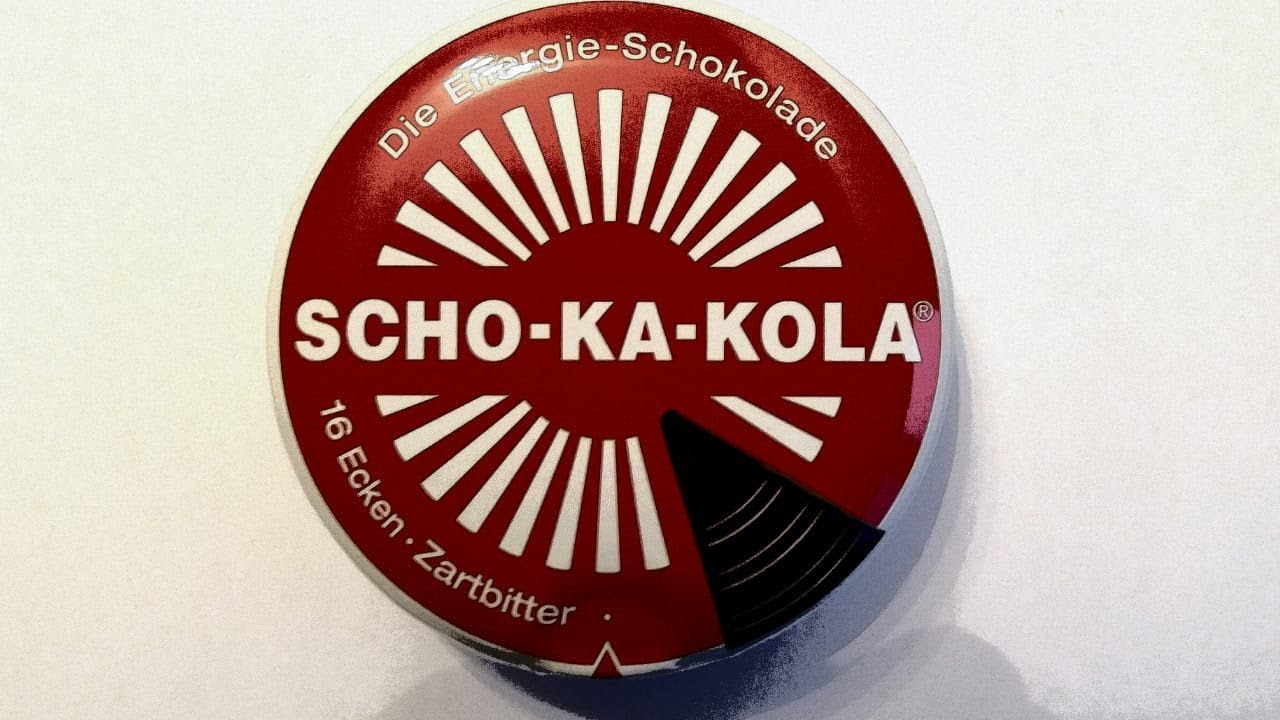 Die Energie-Schokolade
SCHO-KA-KOLA®
16 Ecken · Zartbitter ·